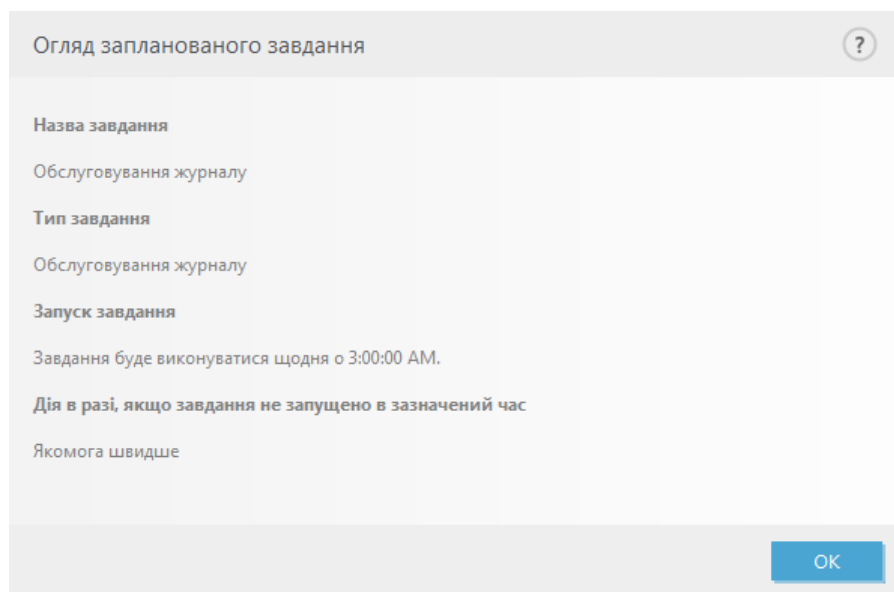 Огляд запланованого завдання
?
Назва завдання
Обслуговування журналу
Тип завдання
Обслуговування журналу
Запуск завдання
Завдання буде виконуватися щодня о 3:00:00 AM.
Дія в разі, якщо завдання не запущено в зазначений час
Якомога швидше
OK